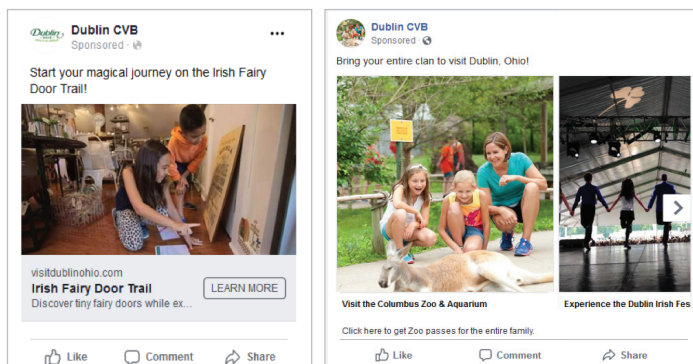 Dublin
Dublin CVB
Sponsored ·
Start your magical journey on the Irish Fairy
Door Trail!
visitdublinohio.com
Irish Fairy Door Trail
Discover tiny fairy doors while ex...
LEARN MORE
Like
Comment
Share
Dublin CVB
Sponsored ·
Bring your entire clan to visit Dublin, Ohio!
Visit the Columbus Zoo & Aquarium
Experience the Dublin Irish Fes
Click here to get Zoo passes for the entire family.
Like
Comment
Share